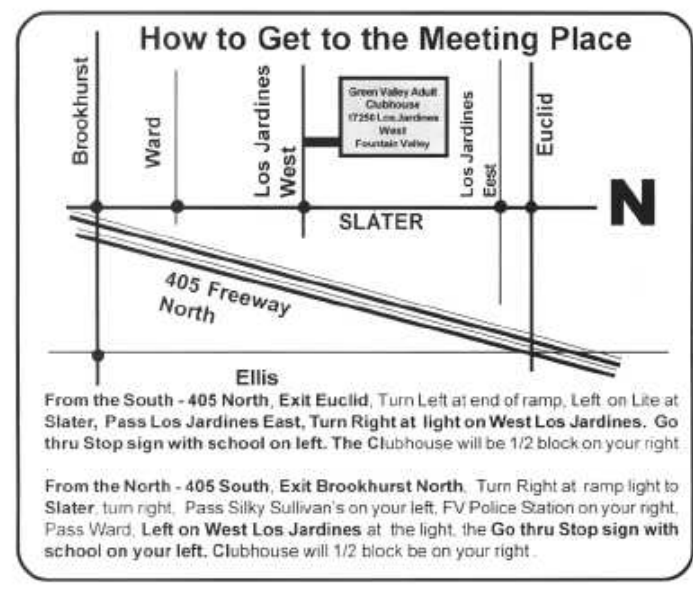 How to Get to the Meeting Place
Brookhurst
Ward
Los Jardines
West
Green Valley Adult
Clubhouse
17250 Los Jardines
West
Fountain Valley
Los Jardines
Eest
Euclid
N
SLATER
405 Freeway
North
Ellis
From the South - 405 North, Exit Euclid, Turn Left at end of ramp, Left on Lite at
Slater, Pass Los Jardines East, Turn Right at light on West Los Jardines. Go
thru Stop sign with school on left. The Clubhouse will be 1/2 block on your right
.
From the North - 405 South, Exit Brookhurst North, Turn Right at ramp light to
Slater, turn right, Pass Silky Sullivan's on your left, FV Police Station on your right,
Pass Ward, Left on West Los Jardines at the light, the Go thru Stop sign with
school on your left. Clubhouse will 1/2 block be on your right .